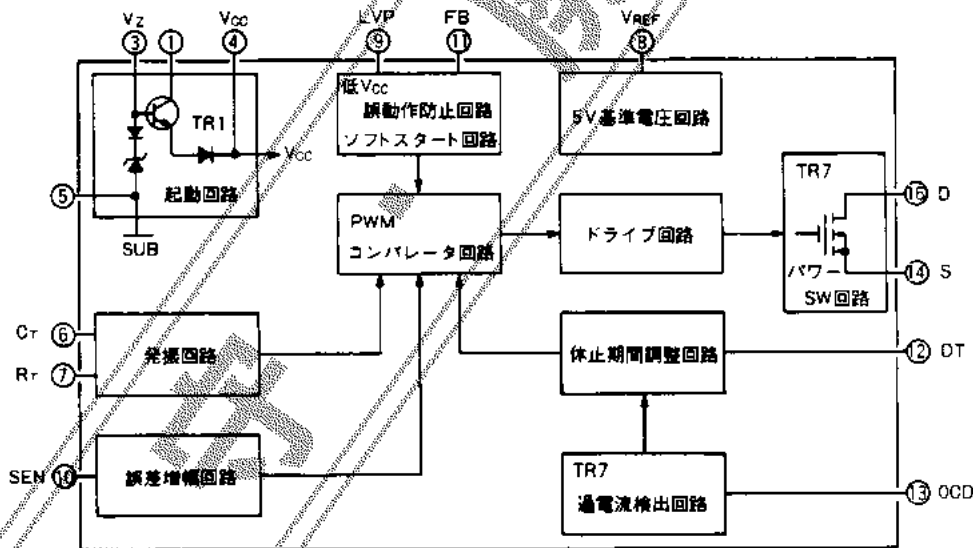 VZ
③
①
VCC
④
LVP
⑨
FB
⑪
VREF
⑧
TR1
VCC
起動回路
⑤
SUB
低VCC
誤動作防止回路
ソフトスタート回路
5V基準電圧回路
PWM
コンパレータ回路
ドライブ回路
TR7
パワー
SW回路
⑯ D
⑭ S
CT ⑥
RT ⑦
発振回路
休止期間調整回路
⑫ DT
SEN ⑩
誤差増幅回路
TR7
過電流検出回路
⑬ OCD